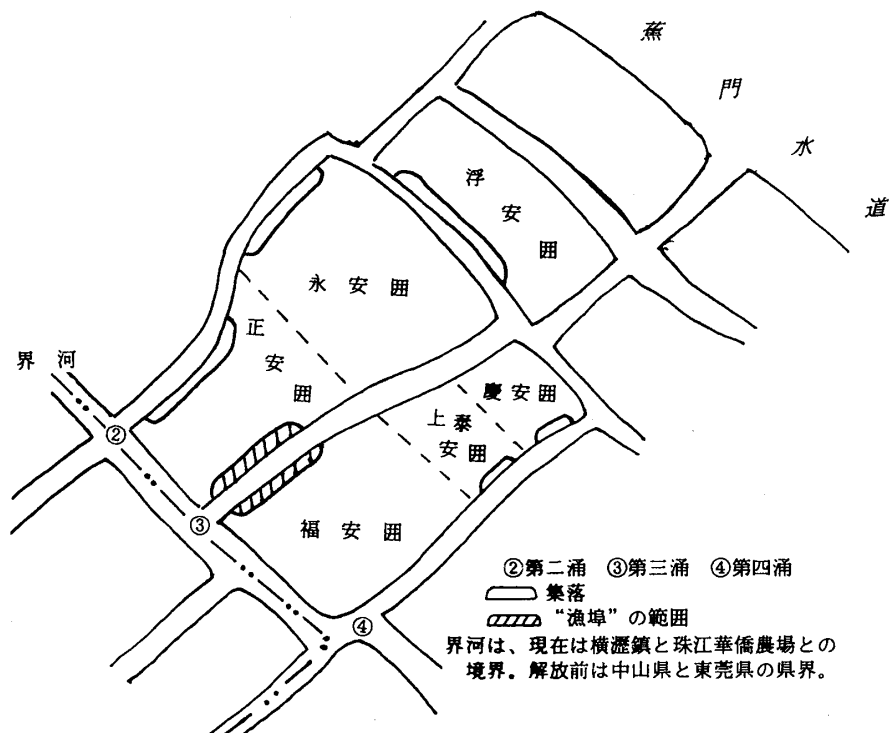 蕉門水道
浮安囲
永安囲
正安囲
界河
慶安囲
上泰安囲
福安囲
②
③
④
②第二涌 ③第三涌 ④第四涌
集落
“漁埠”の範囲
界河は、現在は横瀝鎮と珠江華僑農場との
境界。解放前は中山県と東莞県の県界。